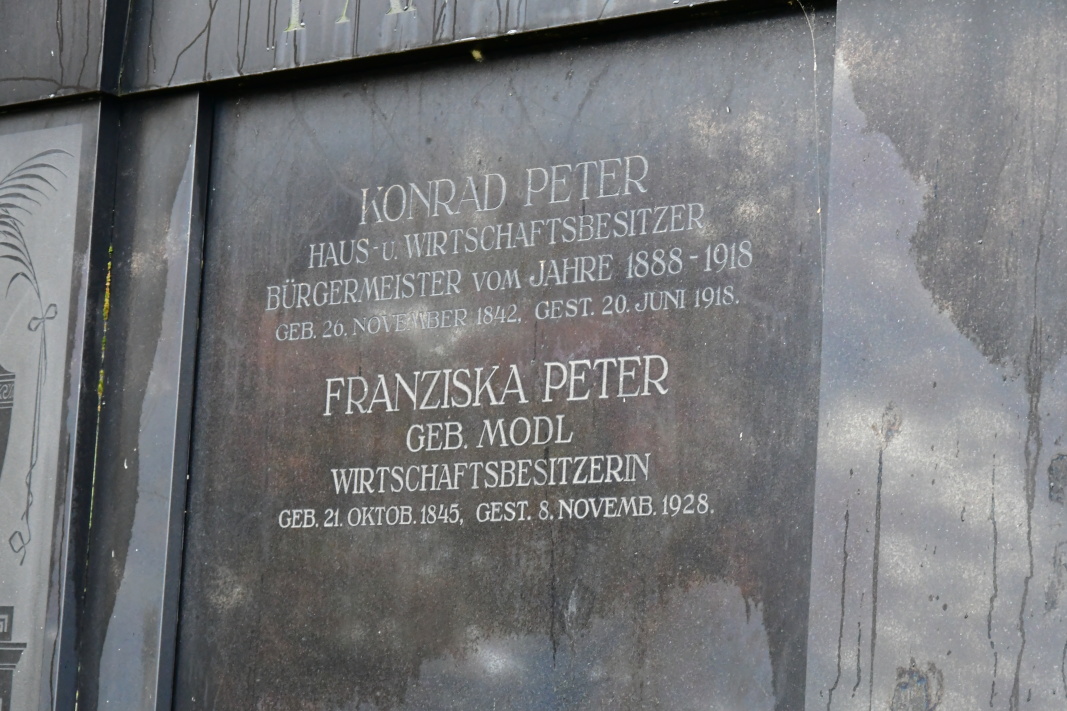 KONRAD PETER
HAUS- U. WIRTSCHAFTSBESITZER
BÜRGERMEISTER VOM JAHRE 1888-1918
GEB. 26. NOVEMBER 1842, GEST. 20. JUNI 1918.
FRANZISKA PETER
GEB. MODL
WIRTSCHAFTSBESITZERIN
GEB. 21. OKTOB. 1845, GEST. 8. NOVEMB. 1928.